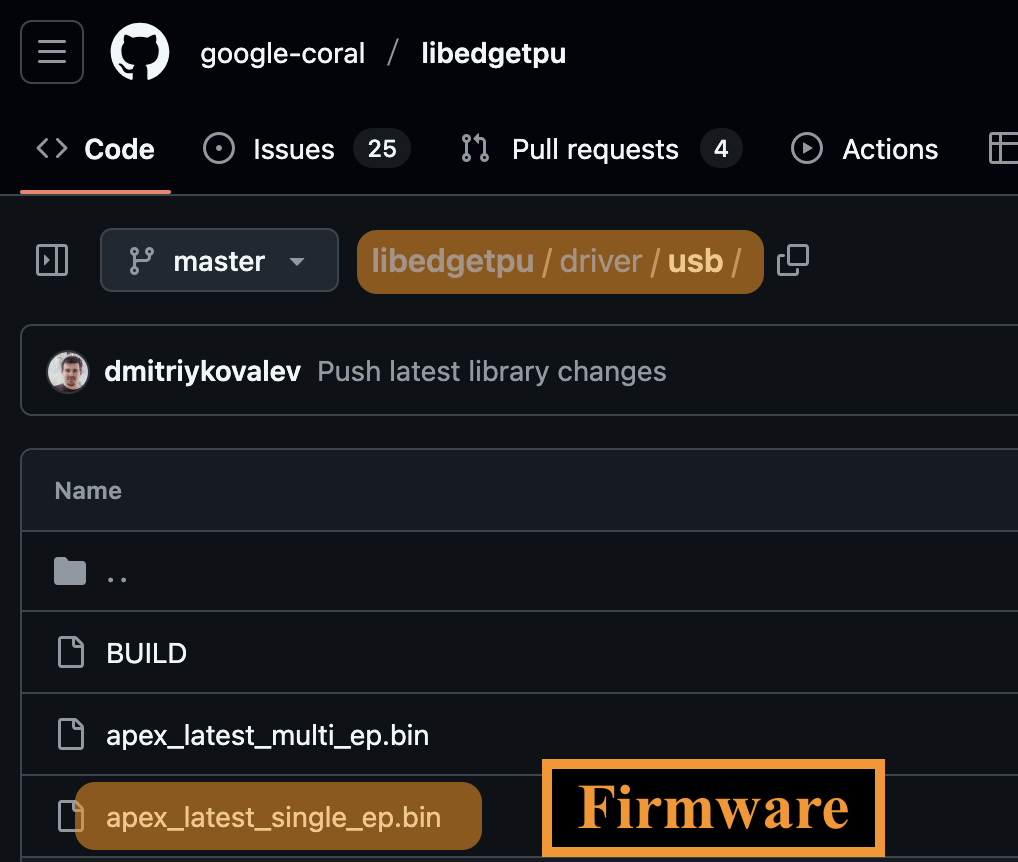 google-coral / libedgetpu
Code Issues 25 Pull requests 4 Actions
master libedgetpu / driver / usb /
dmitriykovalev Push latest library changes
Name
..
BUILD
apex_latest_multi_ep.bin
apex_latest_single_ep.bin
Firmware